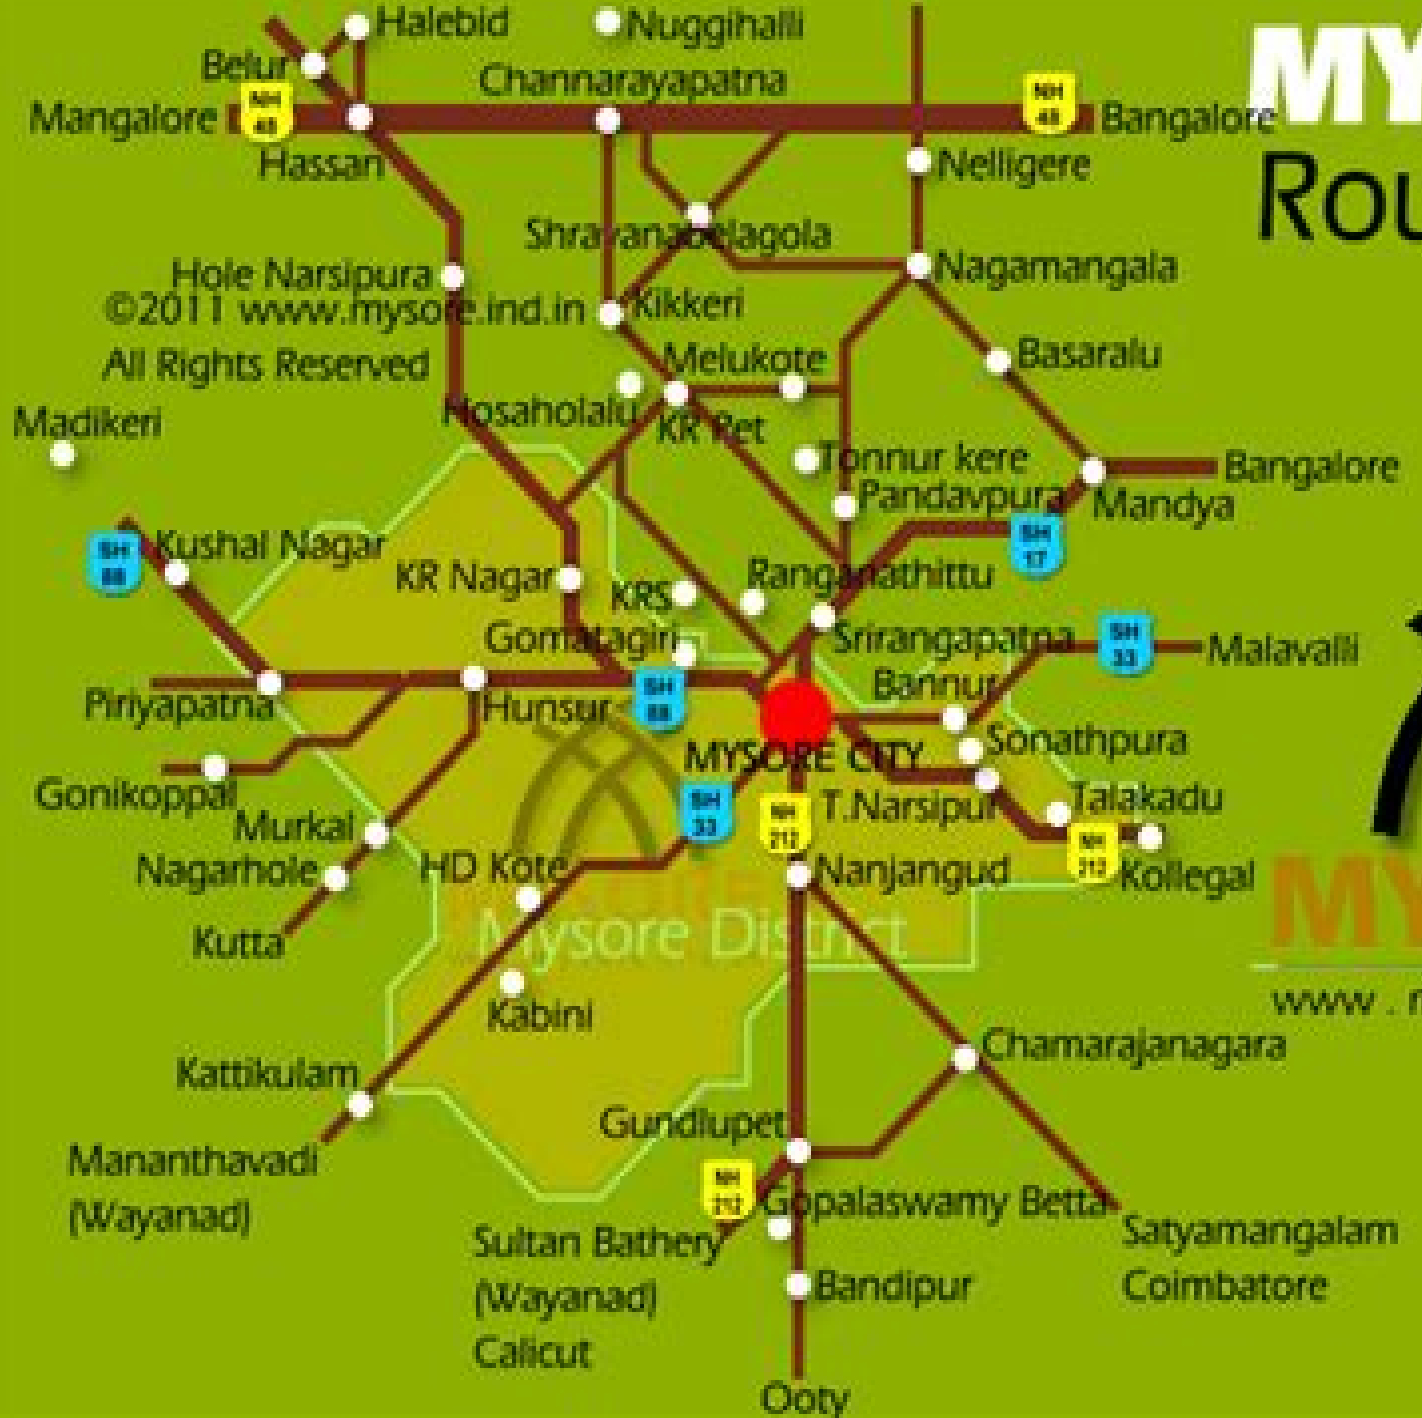 Halebid
Nuggihalli
Belur
Channarayapatna
MY
Mangalore
NH
48
NH
48
Bangalore
Hassan
Nelligere
Rou
Shravanabelagola
Hole Narsipura
Nagamangala
©2011 www.mysore.ind.in
Kikkeri
All Rights Reserved
Melukote
Basaralu
Hosaholalu
Madikeri
KR Pet
Tonnur kere
Bangalore
Pandavpura
Mandya
SH
88
Kushal Nagar
SH
17
KR Nagar
KRS
Ranganathittu
Gomatagiri
Srirangapatna
SH
33
Malavalli
Piriyapatna
Hunsur
SH
88
Bannur
MYSORE CITY
Sonathpura
Gonikoppal
SH
33
NH
212
T.Narsipur
Talakadu
Murkal
NH
212
Nagarhole
HD Kote
Nanjangud
Kollegal
MY
Kutta
Mysore District
www . m
Kabini
Chamarajanagara
Kattikulam
Gundlupet
Mananthavadi
(Wayanad)
NH
212
Gopalaswamy Betta
Sultan Bathery
(Wayanad)
Calicut
Satyamangalam
Coimbatore
Bandipur
Ooty